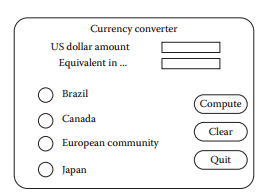 Currency converter
US dollar amount
Equivalent in ...
Brazil
Canada
European community
Japan
Compute
Clear
Quit